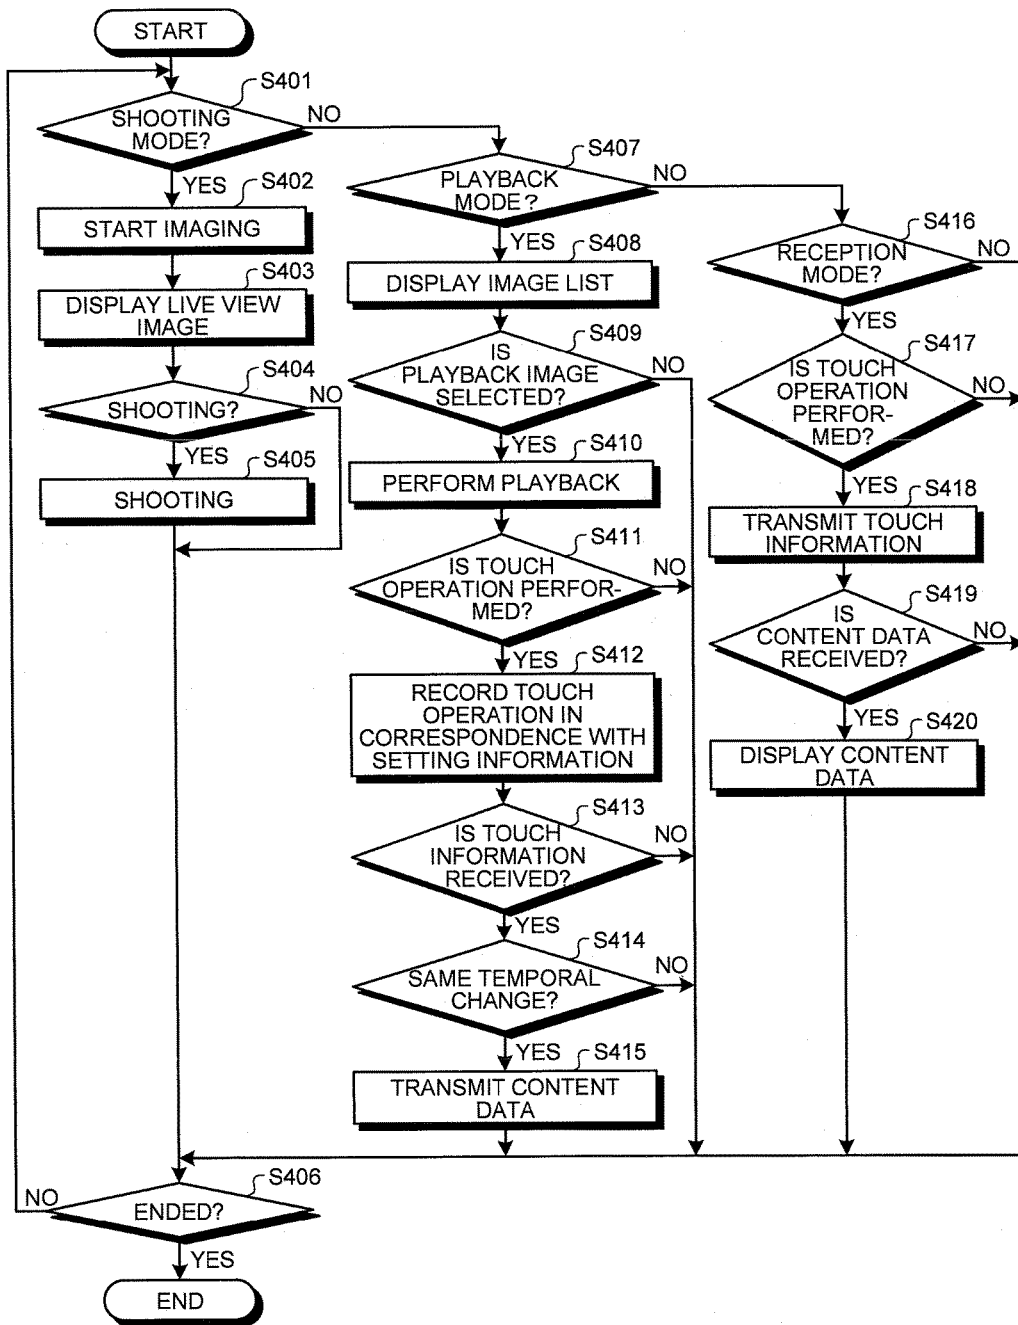 START
S401
SHOOTING
MODE?
NO
YES
S402
START IMAGING
S403
DISPLAY LIVE VIEW
IMAGE
S404
SHOOTING?
NO
YES
S405
SHOOTING
S407
PLAYBACK
MODE?
NO
YES
S408
DISPLAY IMAGE LIST
S409
IS
PLAYBACK IMAGE
SELECTED?
NO
YES
S410
PERFORM PLAYBACK
S411
IS TOUCH
OPERATION PERFOR-
MED?
NO
YES
S412
RECORD TOUCH
OPERATION IN
CORRESPONDENCE WITH
SETTING INFORMATION
S413
IS TOUCH
INFORMATION
RECEIVED?
NO
YES
S414
SAME TEMPORAL
CHANGE?
NO
YES
S415
TRANSMIT CONTENT
DATA
S416
RECEPTION
MODE?
NO
YES
S417
IS TOUCH
OPERATION
PERFOR-
MED?
NO
YES
S418
TRANSMIT TOUCH
INFORMATION
S419
IS
CONTENT DATA
RECEIVED?
NO
YES
S420
DISPLAY CONTENT
DATA
S406
ENDED?
NO
YES
END